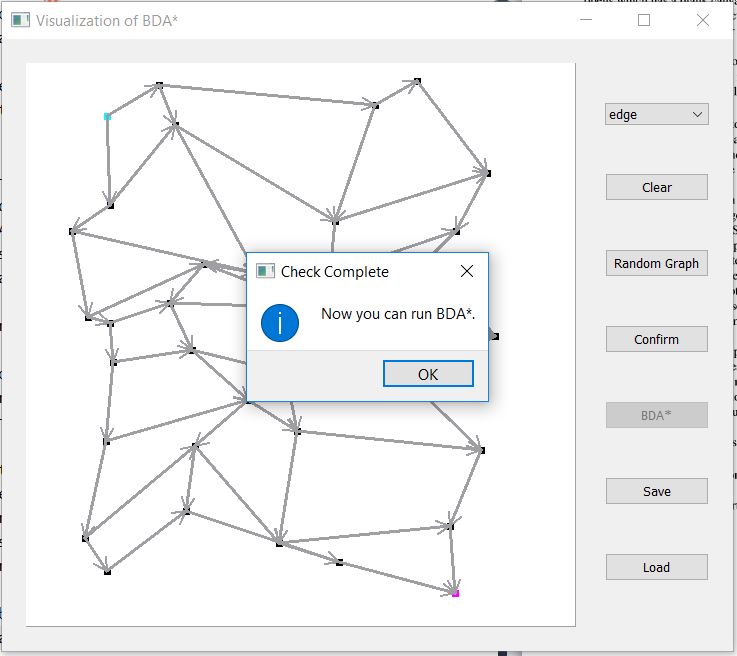 Visualization of BDA*
edge
Clear
Random Graph
Check Complete
Now you can run BDA*.
OK
Confirm
BDA*
Save
Load